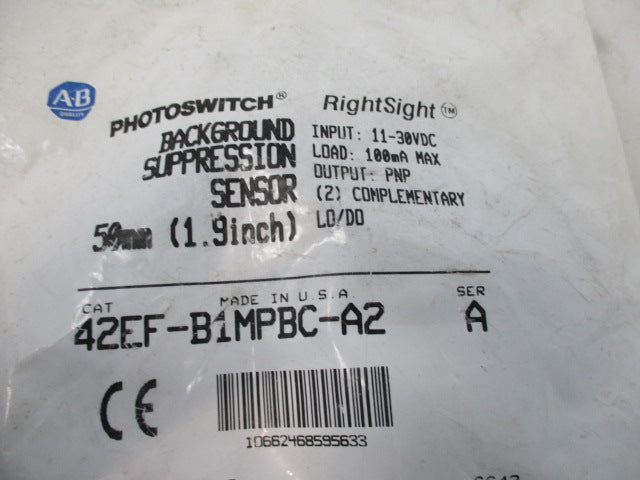 A-B
QUALITY
PHOTOSWITCH® RightSight™
BACKGROUND
SUPPRESSION
SENSOR
50mm (1.9inch)
INPUT: 11-30VDC
LOAD: 100mA MAX
OUTPUT: PNP
(2) COMPLEMENTARY
LO/DO
CAT MADE IN U.S.A. SER
42EF-B1MPBC-A2 A
CE
10662468595633